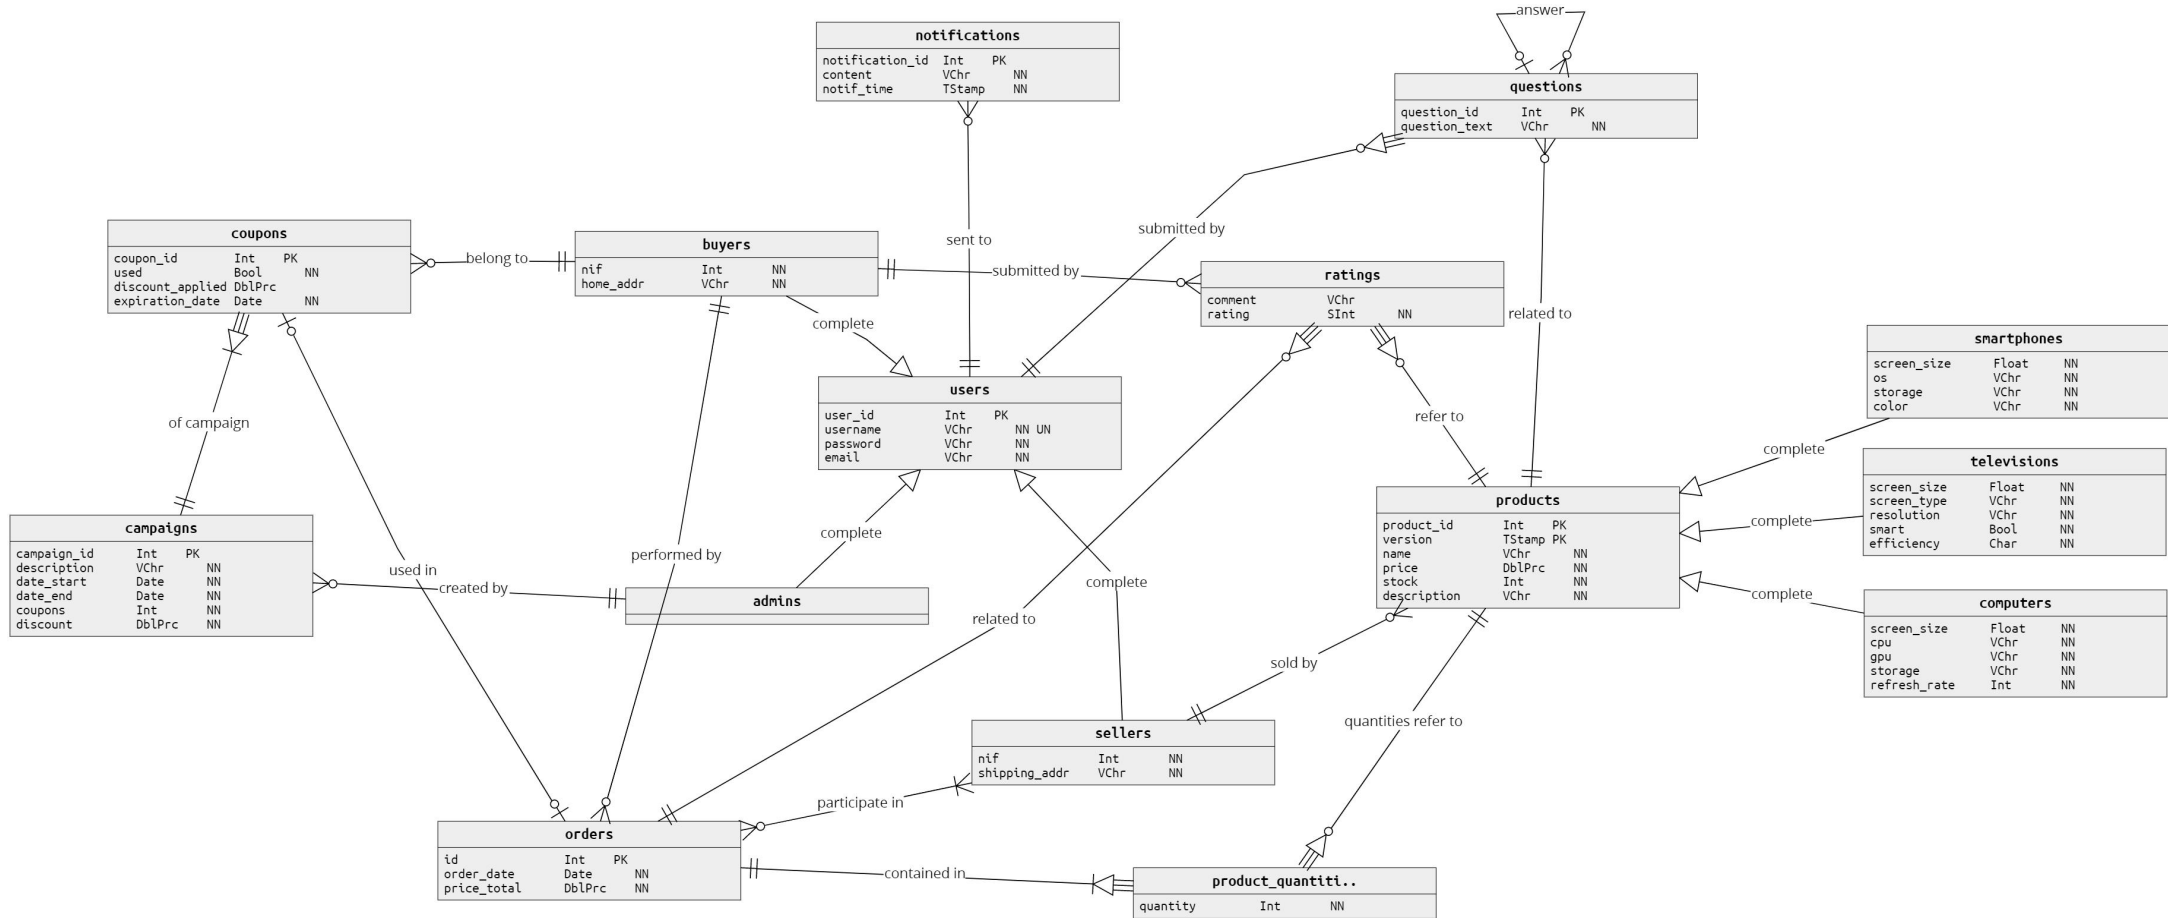 answer
notifications
notification_id Int PK
content VChr NN
notif_time TStamp NN
questions
question_id Int PK
question_text VChr NN
coupons
coupon_id Int PK
used Bool NN
discount_applied DblPrc
expiration_date Date NN
belong to
buyers
nif Int NN
home_addr VChr NN
sent to
submitted by
submitted by
ratings
comment VChr
rating SInt NN
related to
complete
smartphones
screen_size Float NN
os VChr NN
storage VChr NN
color VChr NN
users
user_id Int PK
username VChr NN UN
password VChr NN
email VChr NN
of campaign
refer to
complete
televisions
screen_size Float NN
screen_type VChr NN
resolution VChr NN
smart Bool NN
efficiency Char NN
complete
products
product_id Int PK
version TStamp PK
name VChr NN
price DblPrc NN
stock Int NN
description VChr NN
campaigns
campaign_id Int PK
description VChr NN
date_start Date NN
date_end Date NN
coupons Int NN
discount DblPrc NN
used in
created by
performed by
complete
admins
complete
related to
complete
computers
screen_size Float NN
cpu VChr NN
gpu VChr NN
storage VChr NN
refresh_rate Int NN
sold by
sellers
nif Int NN
shipping_addr VChr NN
quantities refer to
participate in
orders
id Int PK
order_date Date NN
price_total DblPrc NN
contained in
product_quantiti..
quantity Int NN